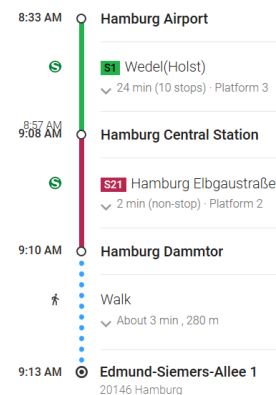 8:33 AM Hamburg Airport
S
S1 Wedel(Holst)
24 min (10 stops) · Platform 3
8:57 AM
9:08 AM Hamburg Central Station
S
S21 Hamburg Elbgaustraße
2 min (non-stop) · Platform 2
9:10 AM Hamburg Dammtor
Walk
About 3 min , 280 m
9:13 AM Edmund-Siemers-Allee 1
20146 Hamburg